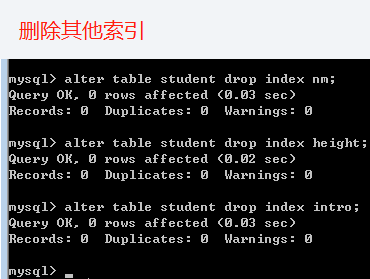 删除其他索引
mysql> alter table student drop index nm;
Query OK, 0 rows affected (0.03 sec)
Records: 0  Duplicates: 0  Warnings: 0
mysql> alter table student drop index height;
Query OK, 0 rows affected (0.02 sec)
Records: 0  Duplicates: 0  Warnings: 0
mysql> alter table student drop index intro;
Query OK, 0 rows affected (0.03 sec)
Records: 0  Duplicates: 0  Warnings: 0
mysql> _